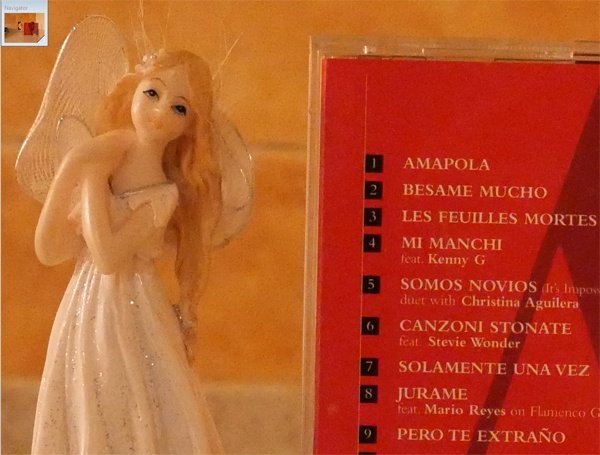 Navigator
1 AMAPOLA
2 BESAME MUCHO
3 LES FEUILLES MORTES
4 MI MANCHI
feat. Kenny G
5 SOMOS NOVIOS (It's Imposs
duet with Christina Aguilera
6 CANZONI STONATE
feat. Stevie Wonder
7 SOLAMENTE UNA VEZ
8 JURAME
feat. Mario Reyes on Flamenco G
9 PERO TE EXTRAÑO